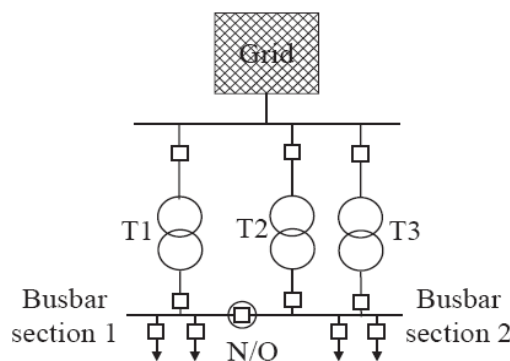 Grid
T1
T2
T3
Busbar
section 1
Busbar
section 2
N/O